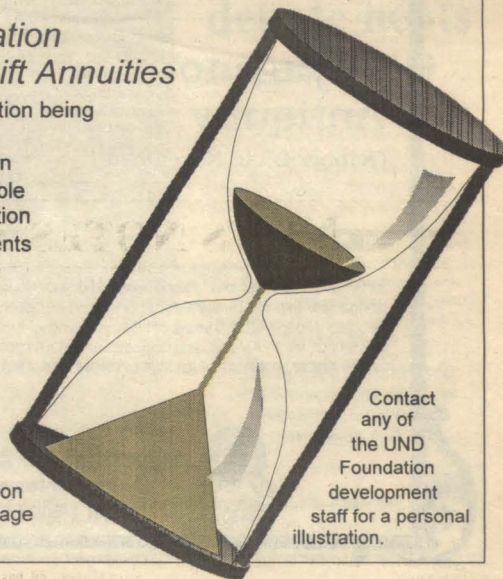 ation
ift Annuities
tion being
n
ble
tion
ents
on
age
Contact
any of
the UND
Foundation
development
staff for a personal
illustration.